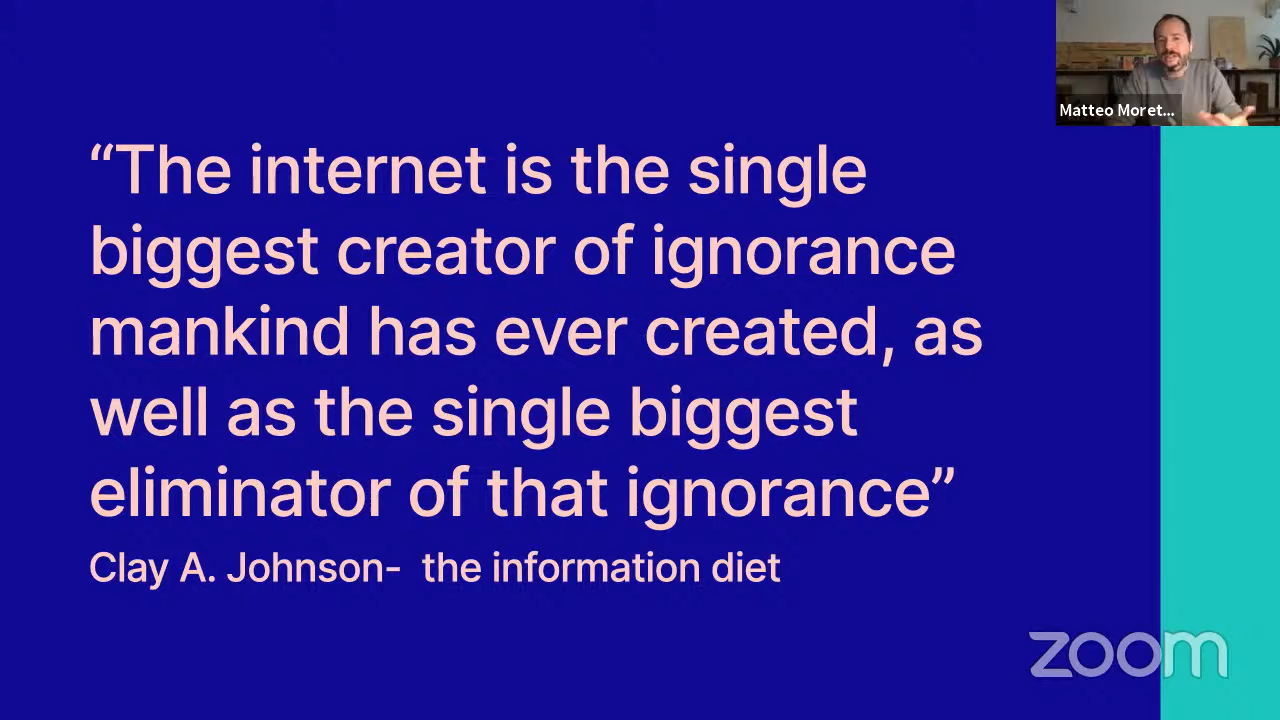 “The internet is the single
biggest creator of ignorance
mankind has ever created, as
well as the single biggest
eliminator of that ignorance”
Clay A. Johnson-  the information diet
Matteo Moret...
zoom